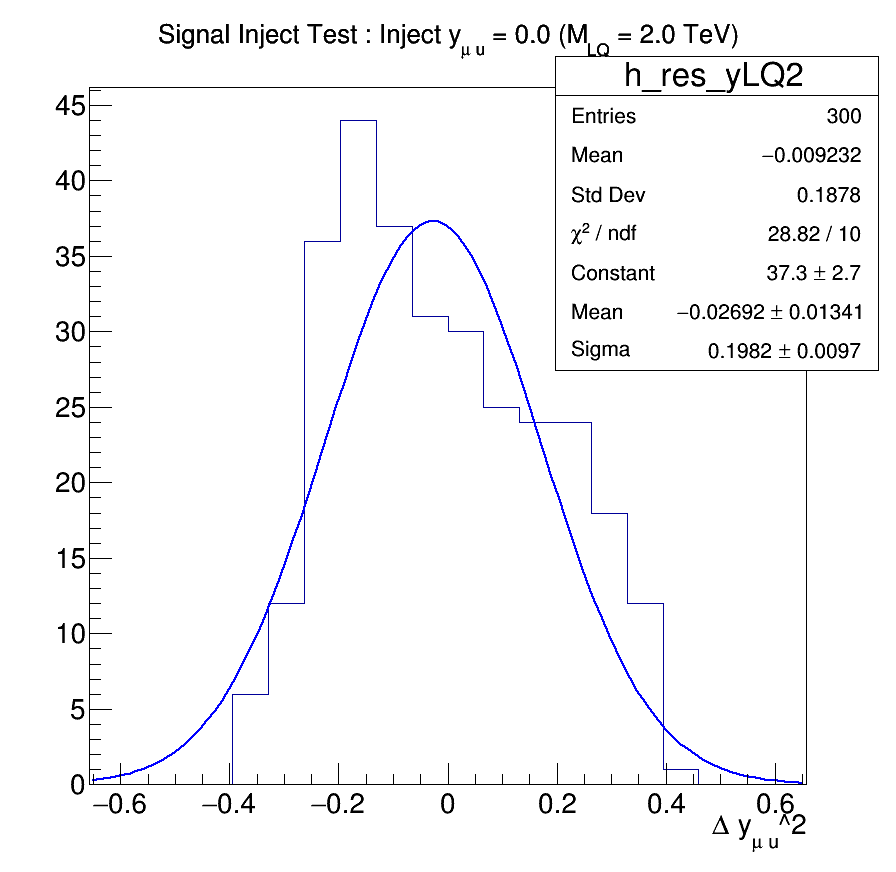 Signal Inject Test : Inject y_μ u = 0.0 (M_LQ = 2.0 TeV)
h_res_yLQ2
Entries 300
Mean −0.009232
Std Dev 0.1878
χ² / ndf 28.82 / 10
Constant 37.3 ± 2.7
Mean −0.02692 ± 0.01341
Sigma 0.1982 ± 0.0097
45
40
35
30
25
20
15
10
5
0
−0.6 −0.4 −0.2 0 0.2 0.4 0.6
Δ y_μ u^2